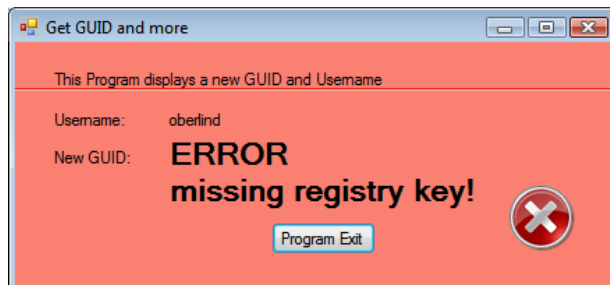 Get GUID and more
This Program displays a new GUID and Username
Username: oberlind
New GUID: ERROR
missing registry key!
Program Exit